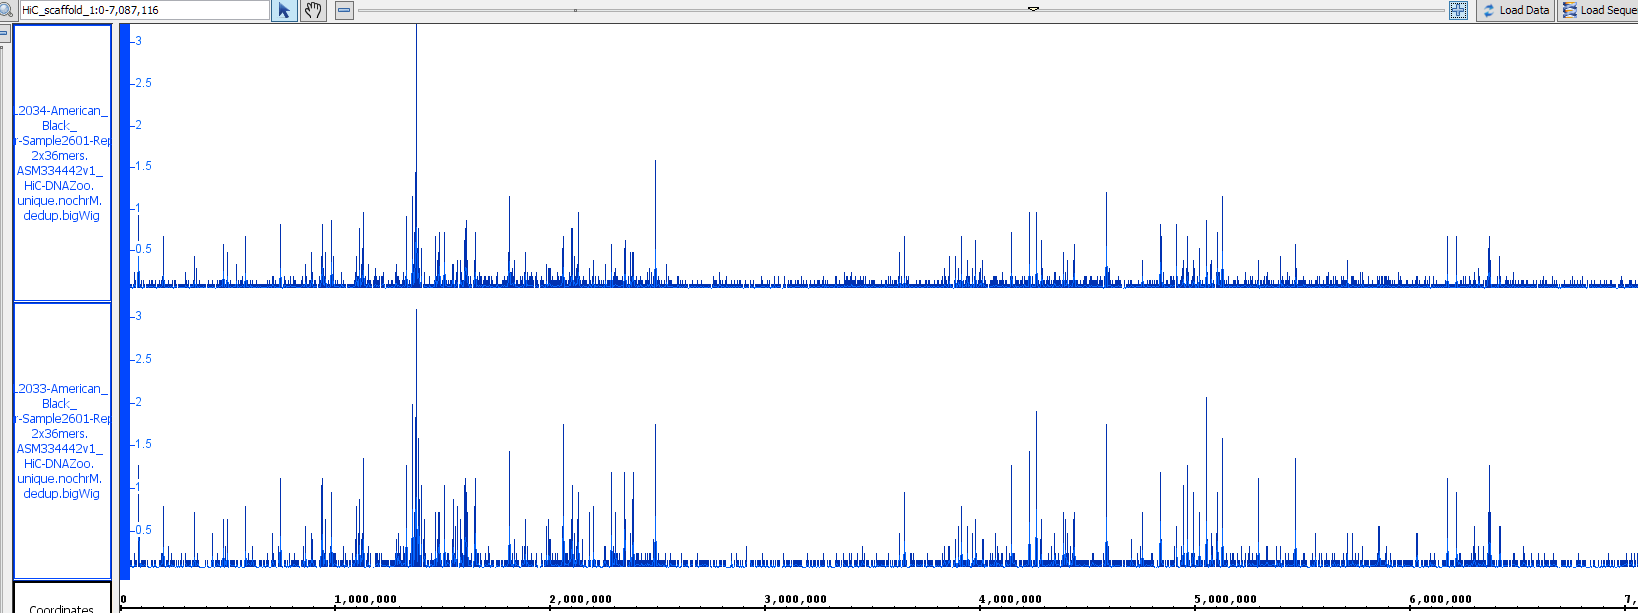 HiC_scaffold_1:0-7,087,116
Load Data
Load Seque
3
2.5
2
1.5
1
0.5
L2034-American_
Black_
r-Sample2601-Rep
2x36mers.
ASM334442v1_
HiC-DNAZoo.
unique.nochrM.
dedup.bigWig
3
2.5
2
1.5
1
0.5
L2033-American_
Black_
r-Sample2601-Rep
2x36mers.
ASM334442v1_
HiC-DNAZoo.
unique.nochrM.
dedup.bigWig
Coordinates
0
1,000,000
2,000,000
3,000,000
4,000,000
5,000,000
6,000,000
7,